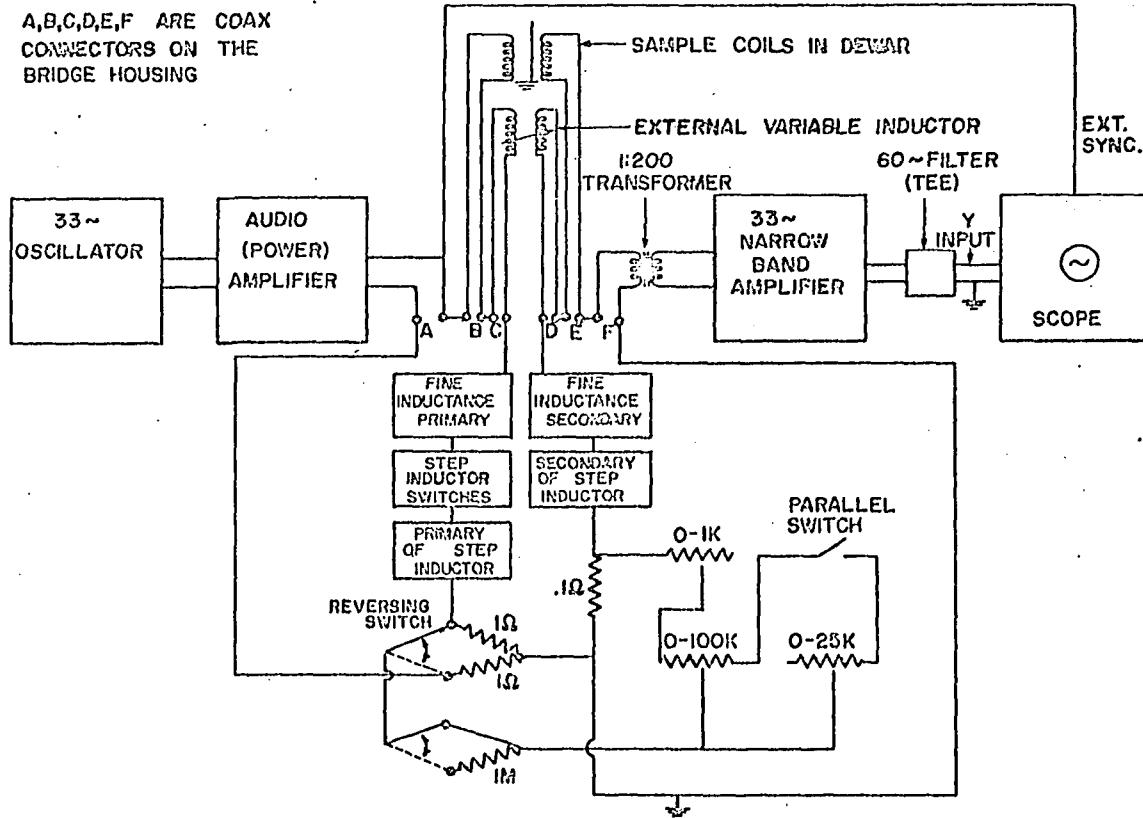 A,B,C,D,E,F ARE COAX
CONNECTORS ON THE
BRIDGE HOUSING
SAMPLE COILS IN DEWAR
EXTERNAL VARIABLE INDUCTOR
1:200
TRANSFORMER
60~FILTER
(TEE)
EXT.
SYNC.
33~
OSCILLATOR
AUDIO
(POWER)
AMPLIFIER
33~
NARROW
BAND
AMPLIFIER
Y
INPUT
SCOPE
A
B
C
D
E
F
FINE
INDUCTANCE
PRIMARY
FINE
INDUCTANCE
SECONDARY
STEP
INDUCTOR
SWITCHES
SECONDARY
OF STEP
INDUCTOR
PRIMARY
OF STEP
INDUCTOR
PARALLEL
SWITCH
0-1K
.1Ω
REVERSING
SWITCH
1Ω
1Ω
0-100K
0-25K
1M